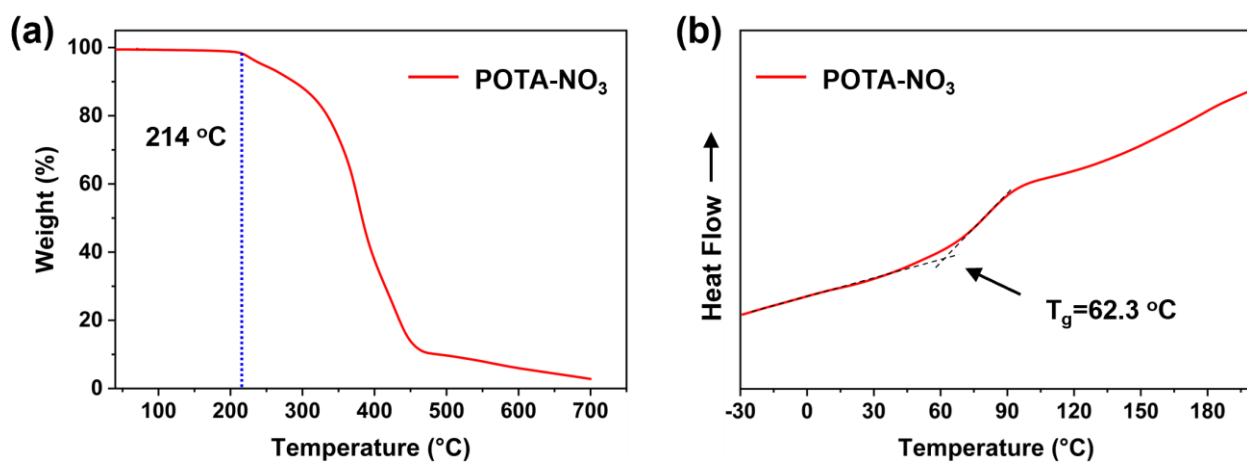 (a)
100
80
60
40
20
0
Weight (%)
POTA-NO₃
214 °C
100 200 300 400 500 600 700
Temperature (°C)
(b)
Heat Flow
POTA-NO₃
Tg=62.3 °C
-30 0 30 60 90 120 150 180
Temperature (°C)